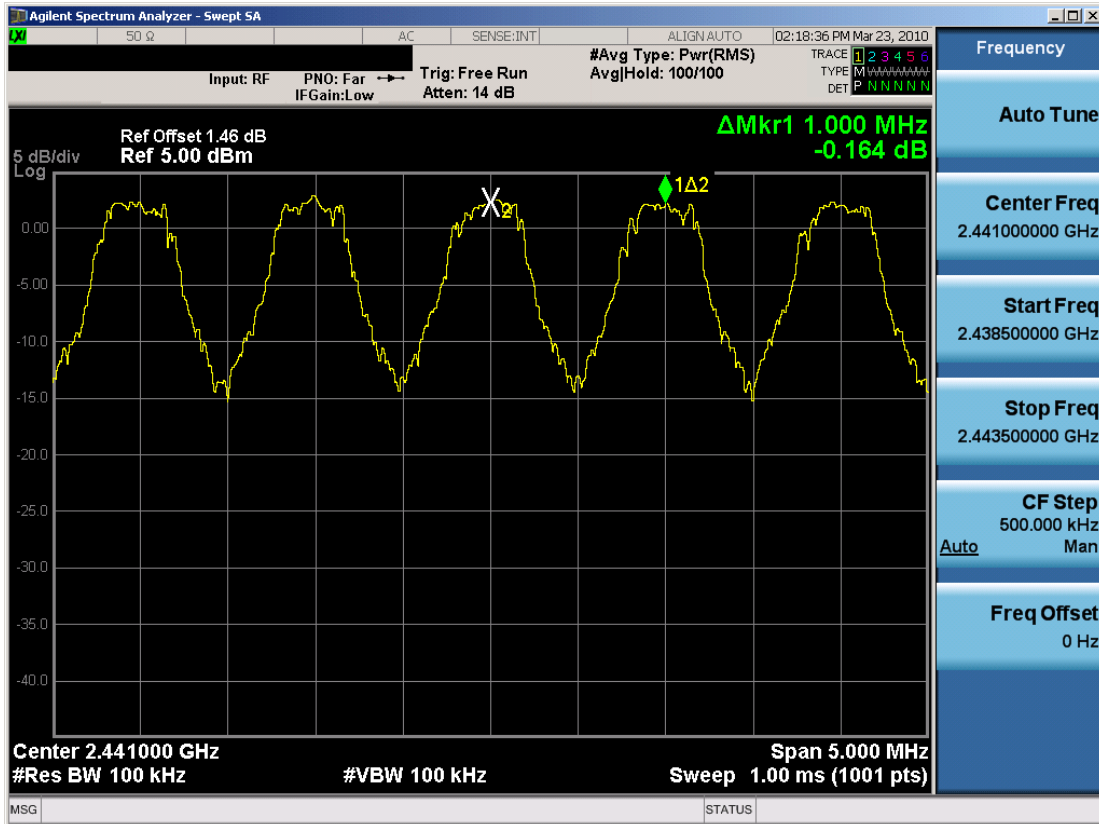 Agilent Spectrum Analyzer - Swept SA
LXI 50 Ω AC SENSE:INT ALIGN AUTO 02:18:36 PM Mar 23, 2010
Input: RF PNO: Far Trig: Free Run #Avg Type: Pwr(RMS) TRACE 1 2 3 4 5 6
IFGain:Low Atten: 14 dB Avg|Hold: 100/100 TYPE M WWWWW
DET P N N N N N
Frequency
Auto Tune
Center Freq
2.441000000 GHz
Start Freq
2.438500000 GHz
Stop Freq
2.443500000 GHz
CF Step
500.000 kHz
Auto Man
Freq Offset
0 Hz
ΔMkr1 1.000 MHz
-0.164 dB
Ref Offset 1.46 dB
5 dB/div Ref 5.00 dBm
Log
1Δ2
X2
0.00
-5.00
-10.0
-15.0
-20.0
-25.0
-30.0
-35.0
-40.0
Center 2.441000 GHz Span 5.000 MHz
#Res BW 100 kHz #VBW 100 kHz Sweep 1.00 ms (1001 pts)
MSG STATUS